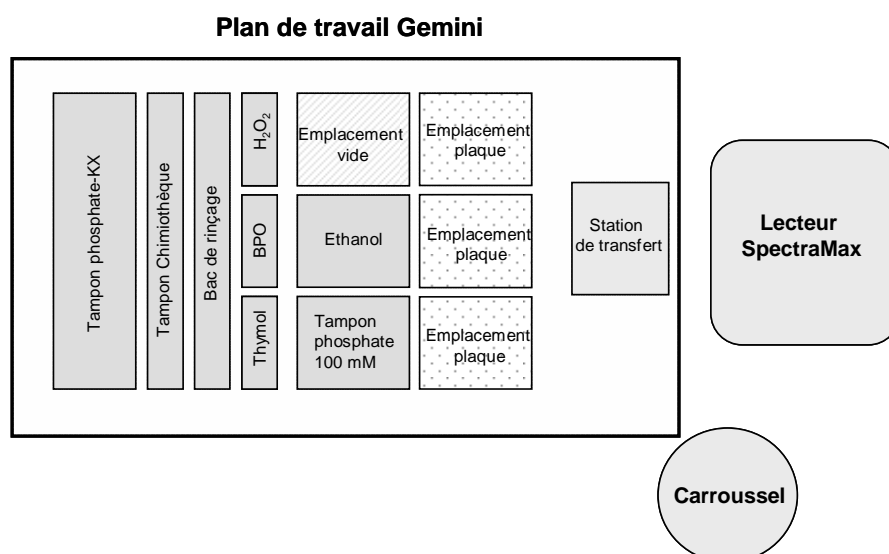 Plan de travail Gemini
Tampon phosphate-KX
Tampon Chimiothèque
Bac de rinçage
H₂O₂
BPO
Thymol
Emplacement
vide
Ethanol
Tampon
phosphate
100 mM
Emplacement
plaque
Emplacement
plaque
Emplacement
plaque
Station
de transfert
Lecteur
SpectraMax
Carroussel